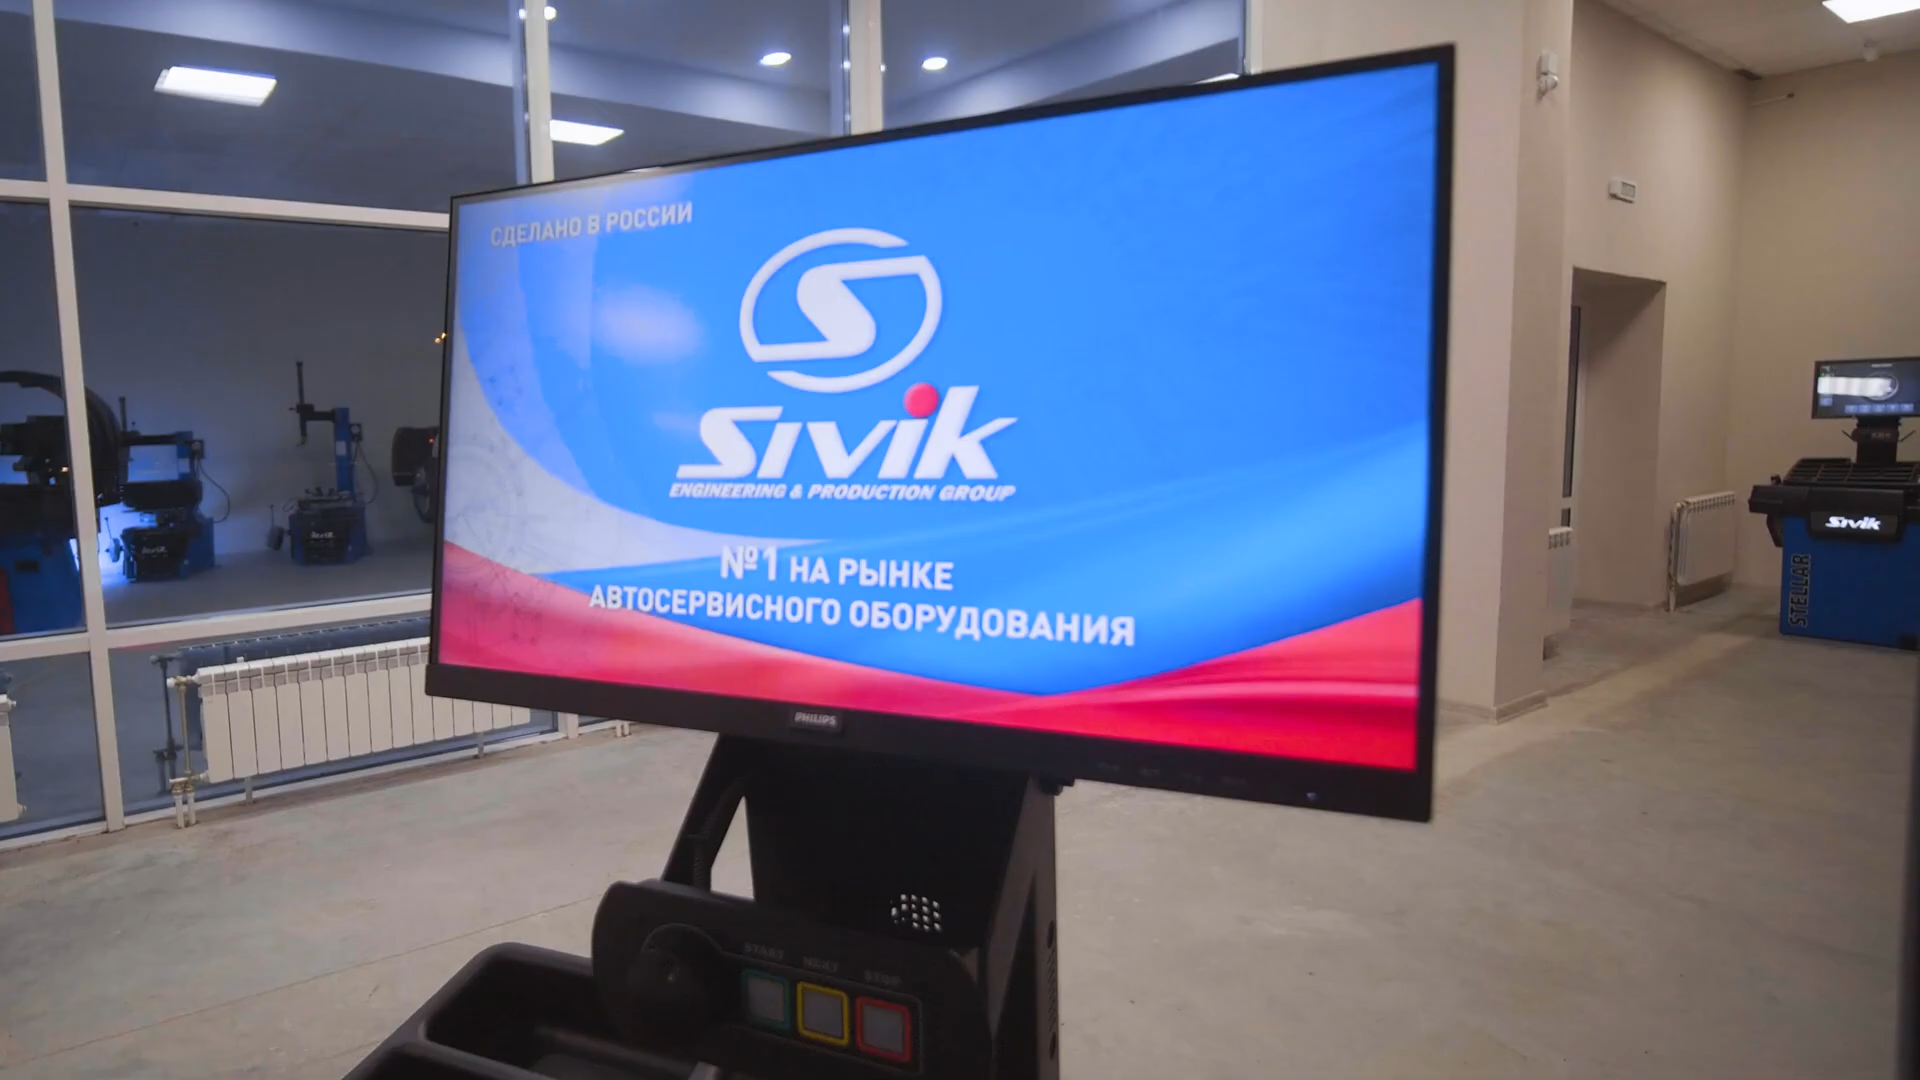 СДЕЛАНО В РОССИИ
SIVIK
ENGINEERING & PRODUCTION GROUP
№1 НА РЫНКЕ
АВТОСЕРВИСНОГО ОБОРУДОВАНИЯ
PHILIPS
START NEXT STOP
SIVIK
STELLAR